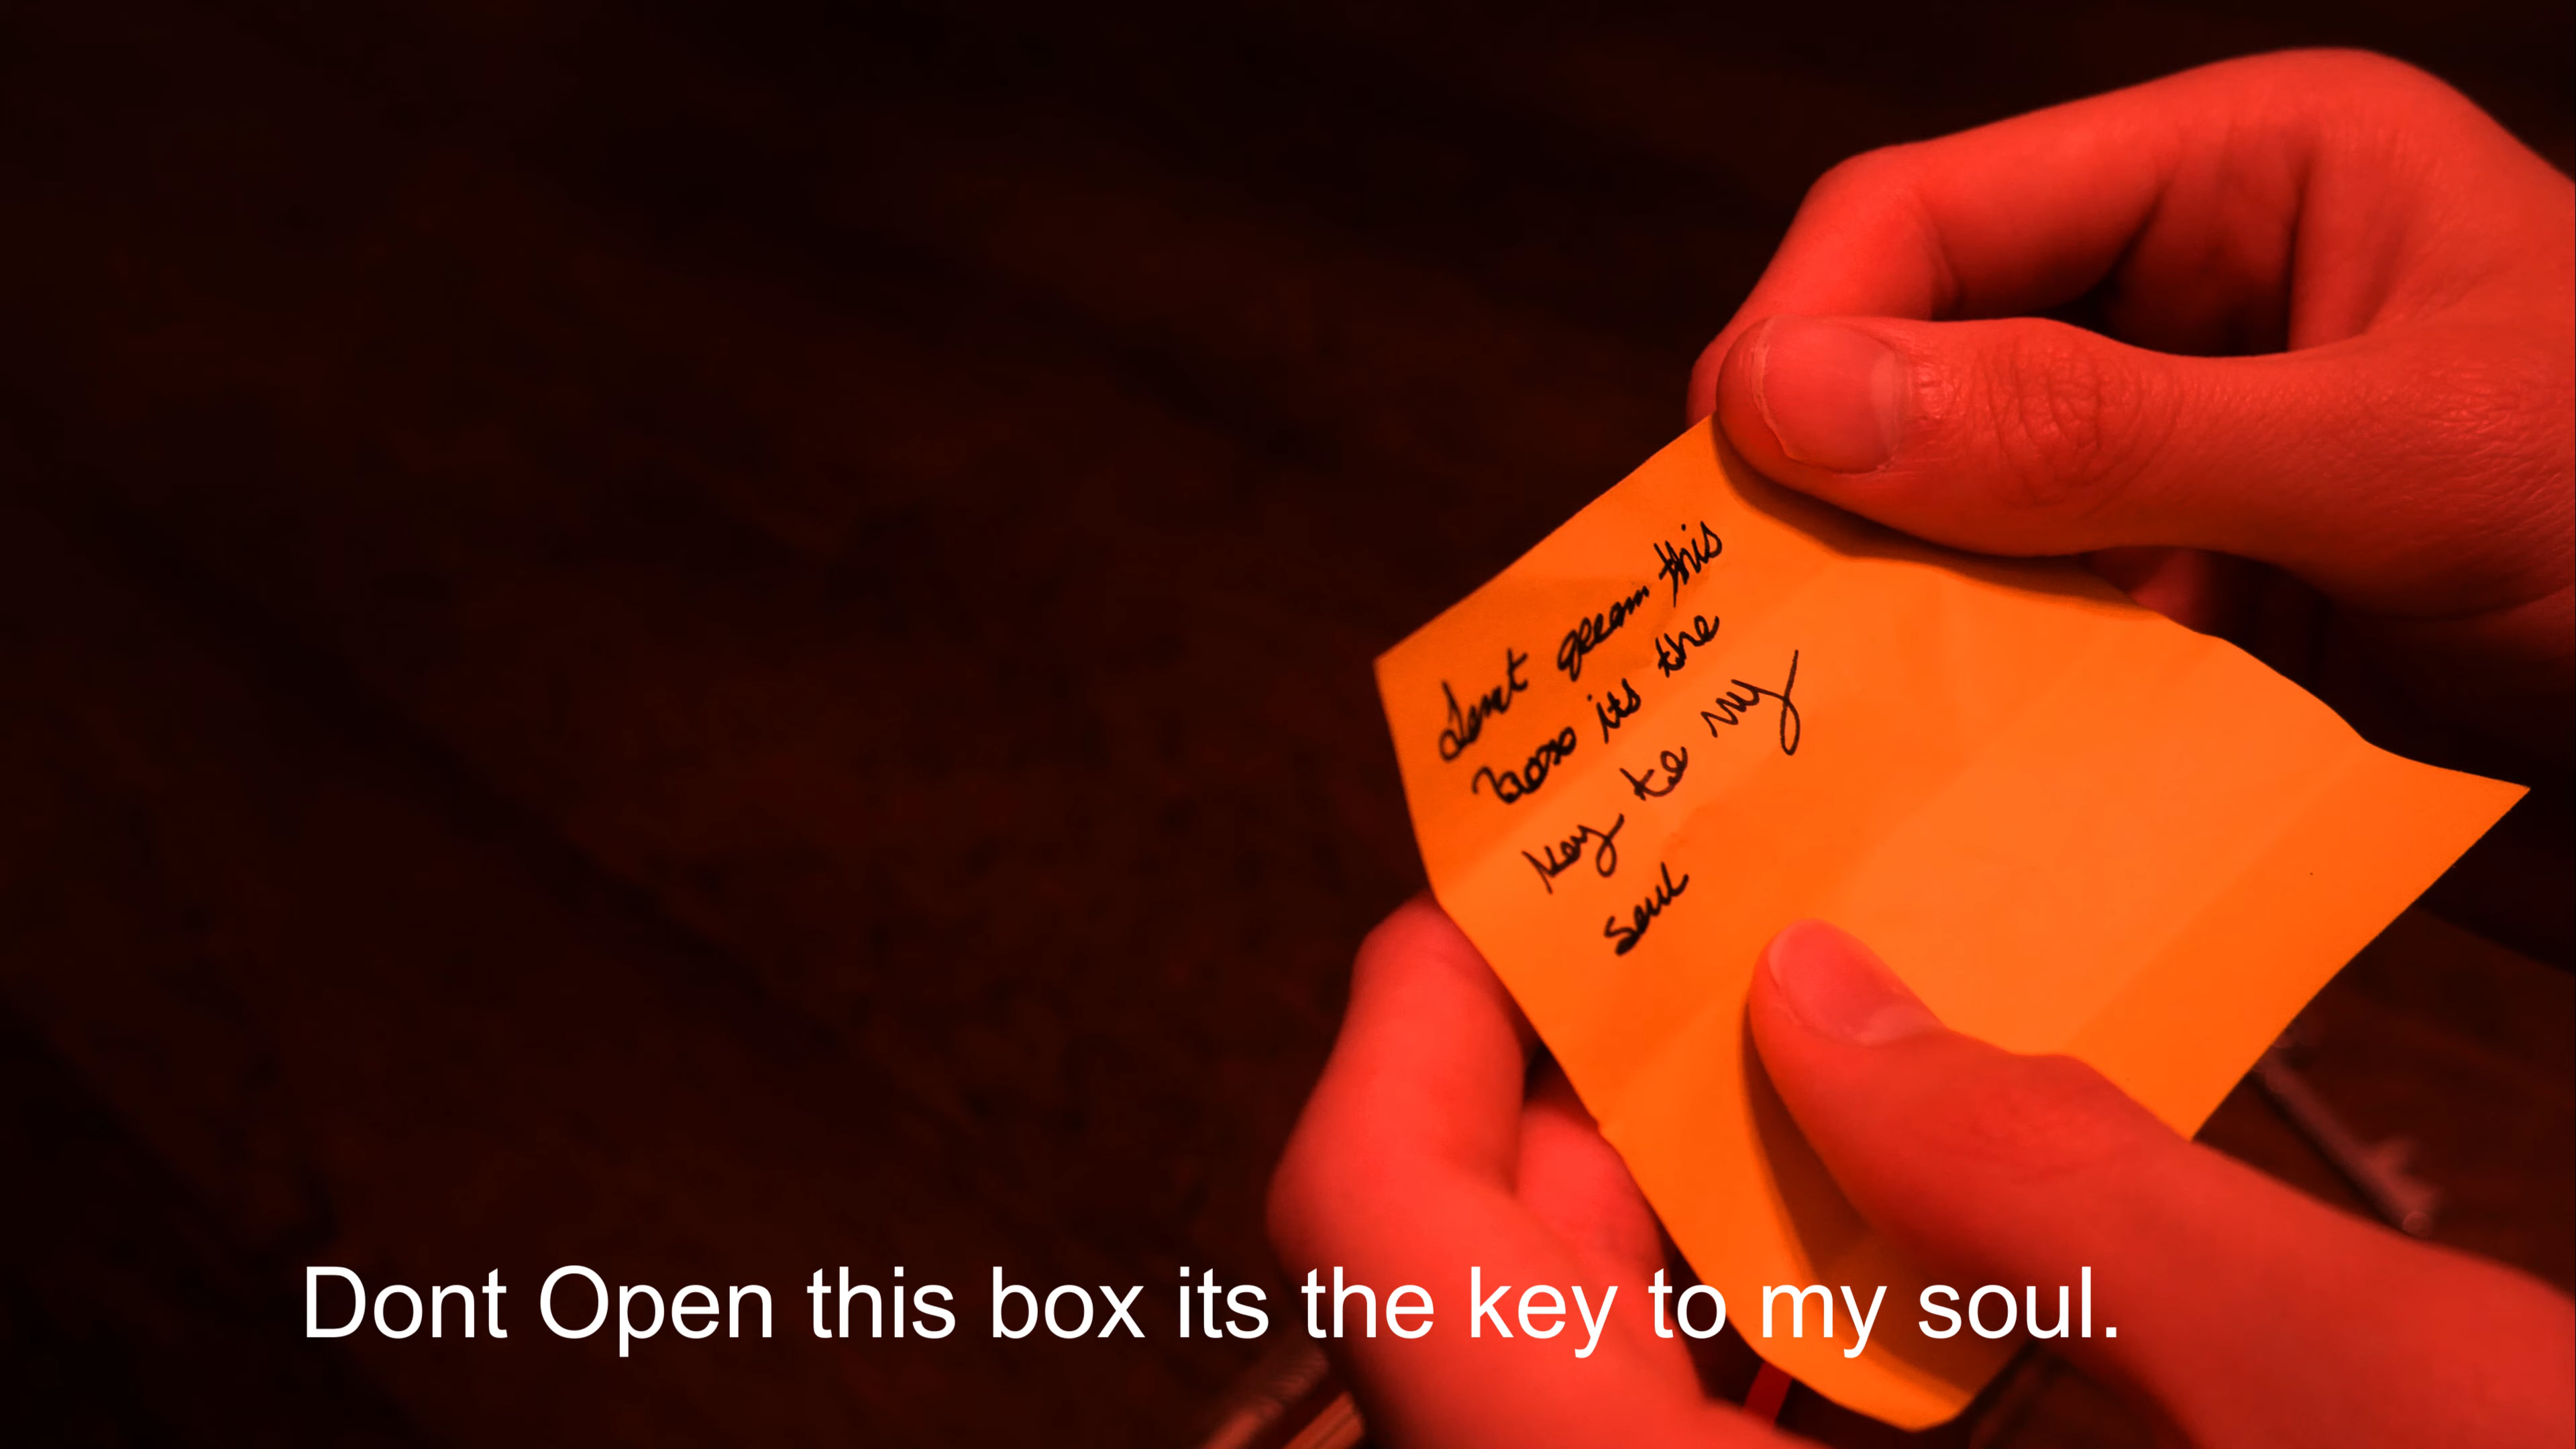 Dont open this
box its the
key to my
soul
Dont Open this box its the key to my soul.